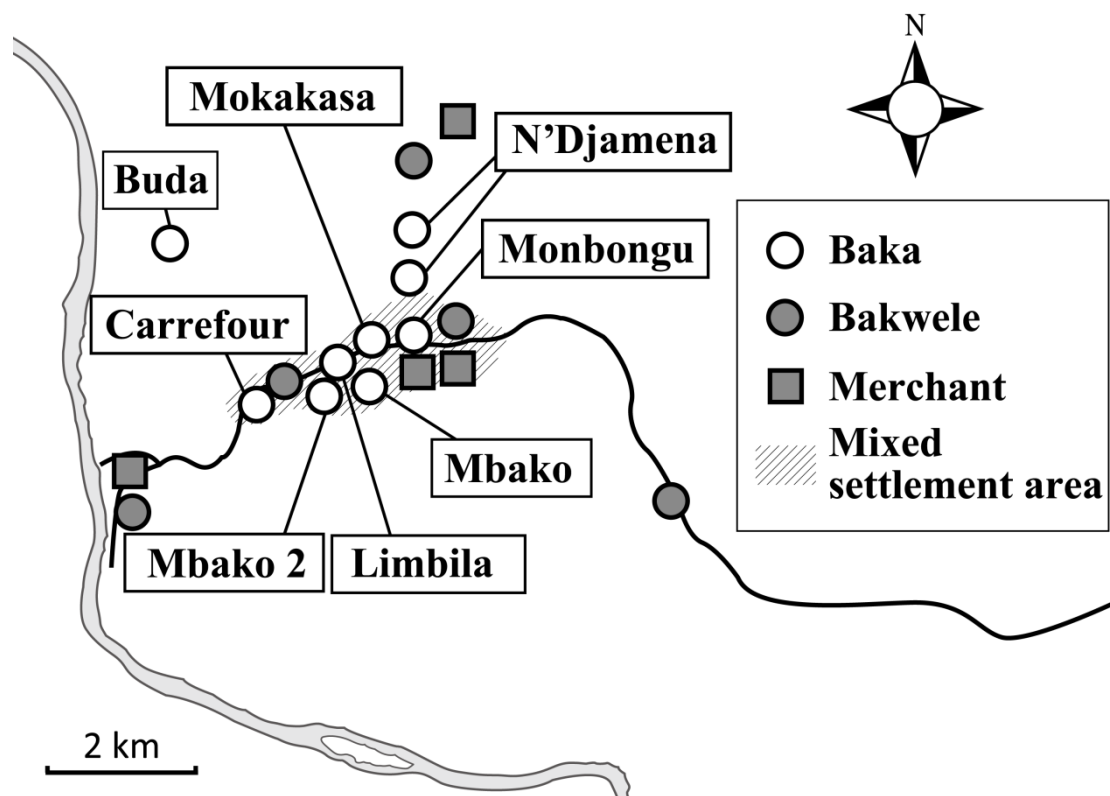 N
Mokakasa
N’Djamena
Buda
Monbongu
Carrefour
Mbako
Mbako 2
Limbila
Baka
Bakwele
Merchant
Mixed
settlement area
2 km